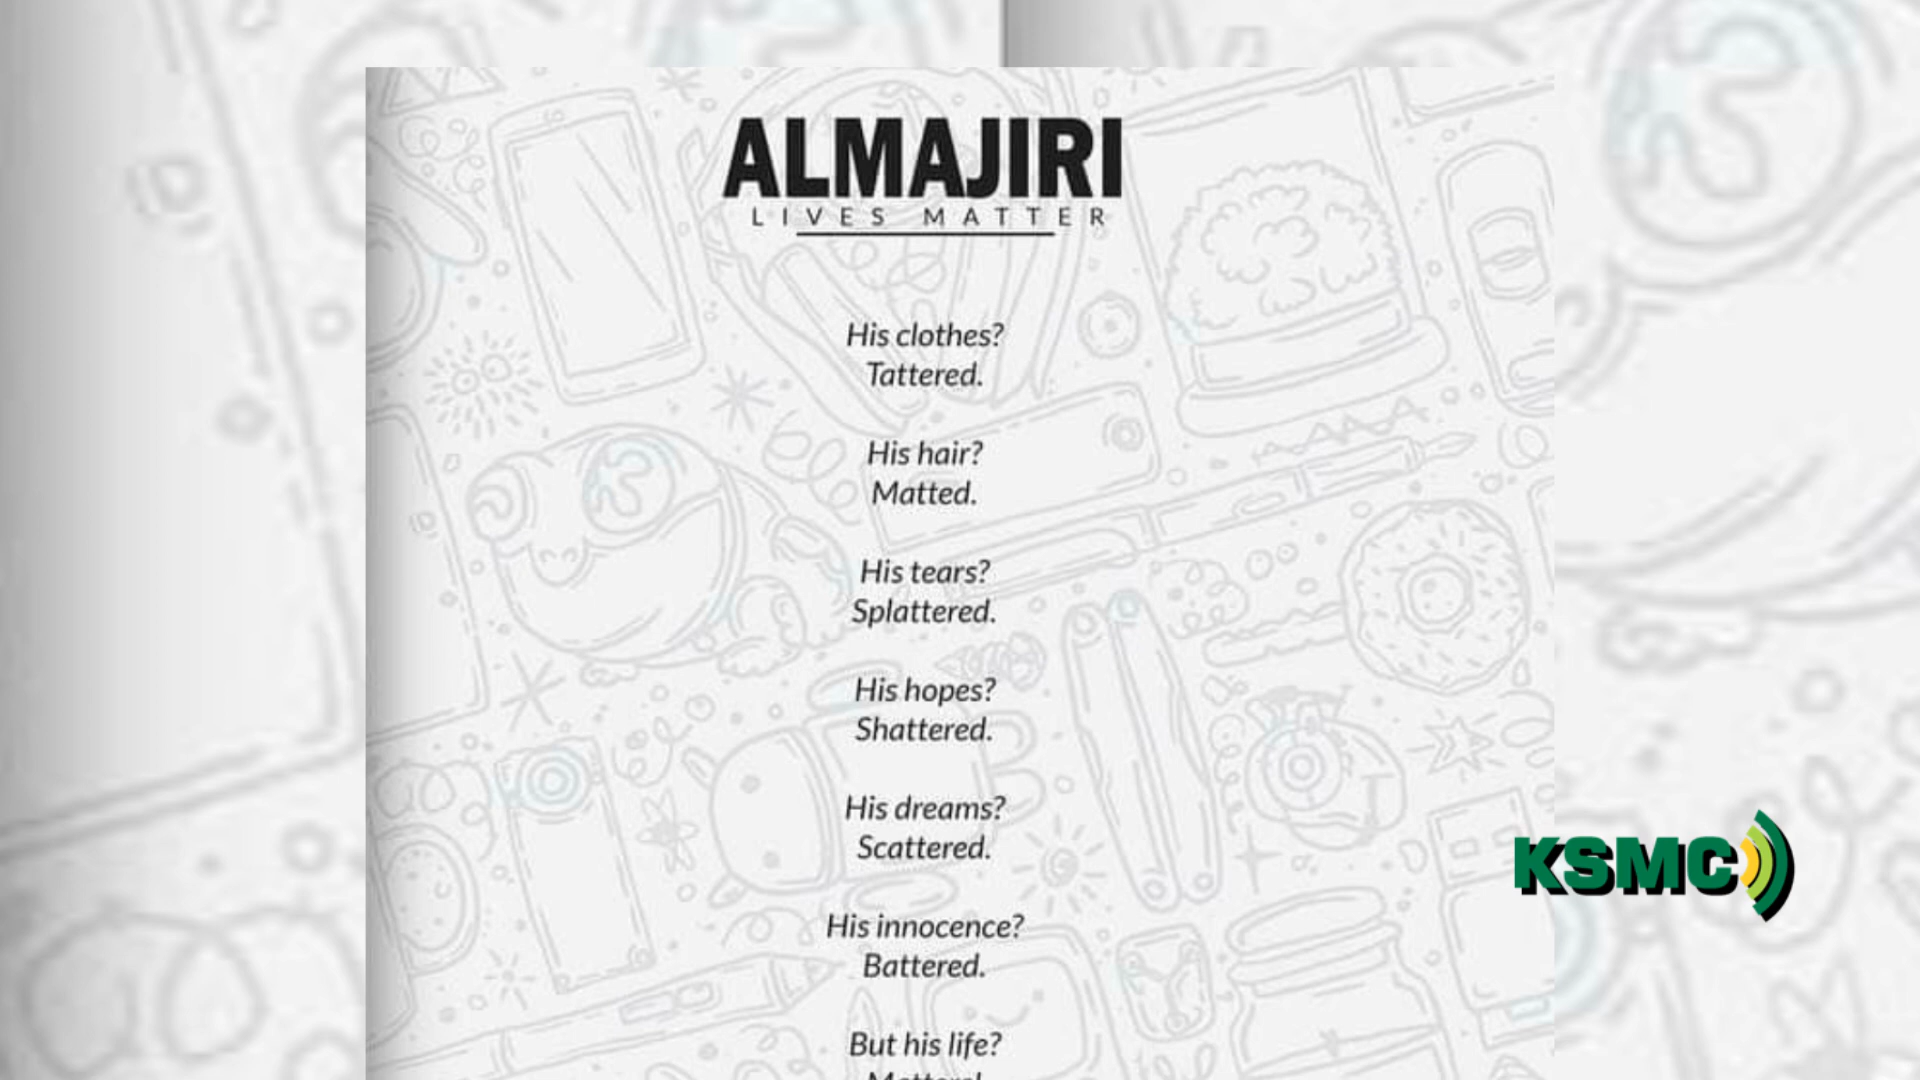 ALMAJIRI
LIVES MATTER
His clothes?
Tattered.
His hair?
Matted.
His tears?
Splattered.
His hopes?
Shattered.
His dreams?
Scattered.
His innocence?
Battered.
But his life?
Matters!
KSMC